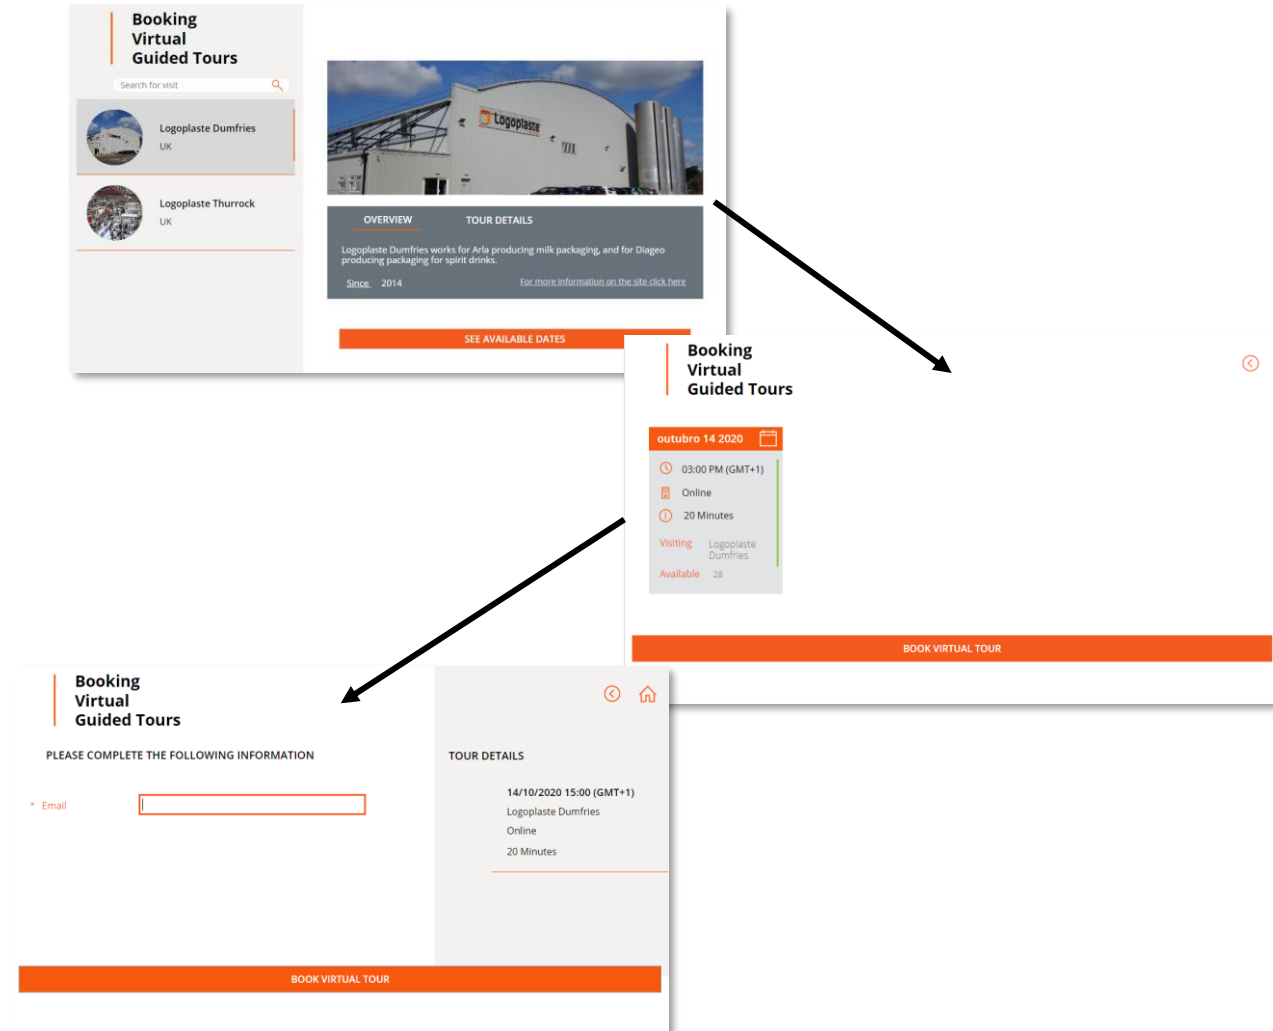 Booking
Virtual
Guided Tours
Search for visit
Logoplaste Dumfries
UK
Logoplaste Thurrock
UK
Logoplaste
OVERVIEW TOUR DETAILS
Logoplaste Dumfries works for Arla producing milk packaging, and for Diageo
producing packaging for spirit drinks.
Since 2014 For more information on the site click here
SEE AVAILABLE DATES
Booking
Virtual
Guided Tours
outubro 14 2020
03:00 PM (GMT+1)
Online
20 Minutes
Visiting Logoplaste
Dumfries
Available 28
BOOK VIRTUAL TOUR
Booking
Virtual
Guided Tours
PLEASE COMPLETE THE FOLLOWING INFORMATION
* Email
TOUR DETAILS
14/10/2020 15:00 (GMT+1)
Logoplaste Dumfries
Online
20 Minutes
BOOK VIRTUAL TOUR